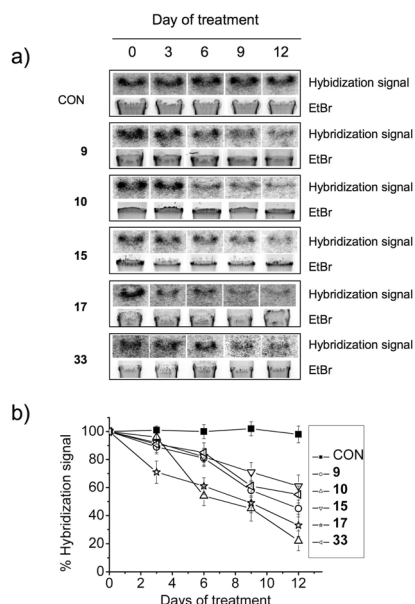 Day of treatment
0 3 6 9 12
a)
CON
Hybidization signal
EtBr
9
Hybridization signal
EtBr
10
Hybridization signal
EtBr
15
Hybridization signal
EtBr
17
Hybridization signal
EtBr
33
Hybridization signal
EtBr
b)
% Hybridization signal
100
80
60
40
20
0
0 2 4 6 8 10 12
Days of treatment
CON
9
10
15
17
33